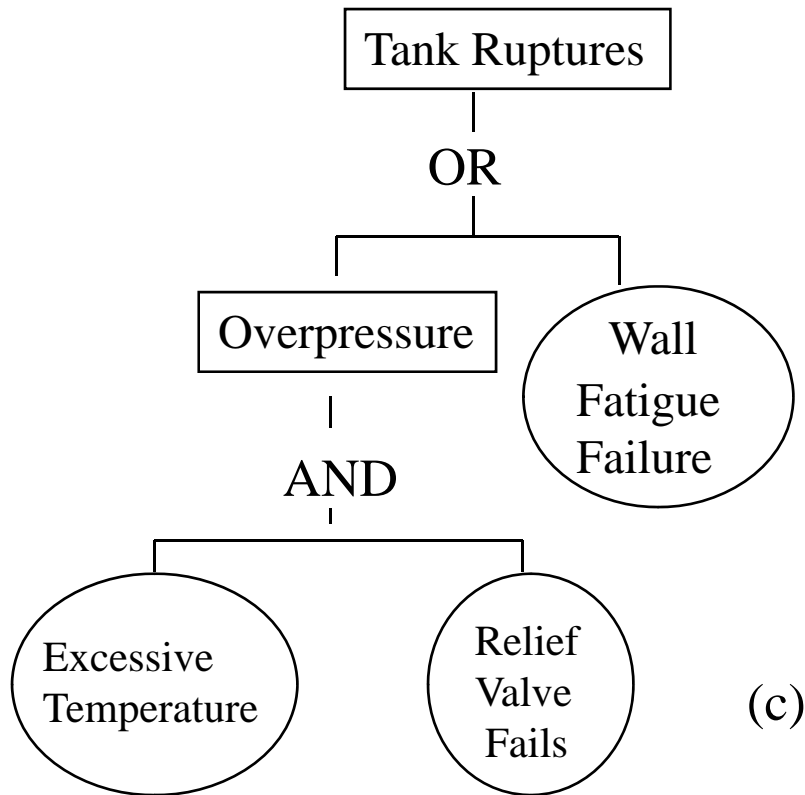 Tank Ruptures
OR
Overpressure
Wall
Fatigue
Failure
AND
Excessive
Temperature
Relief
Valve
Fails
(c)